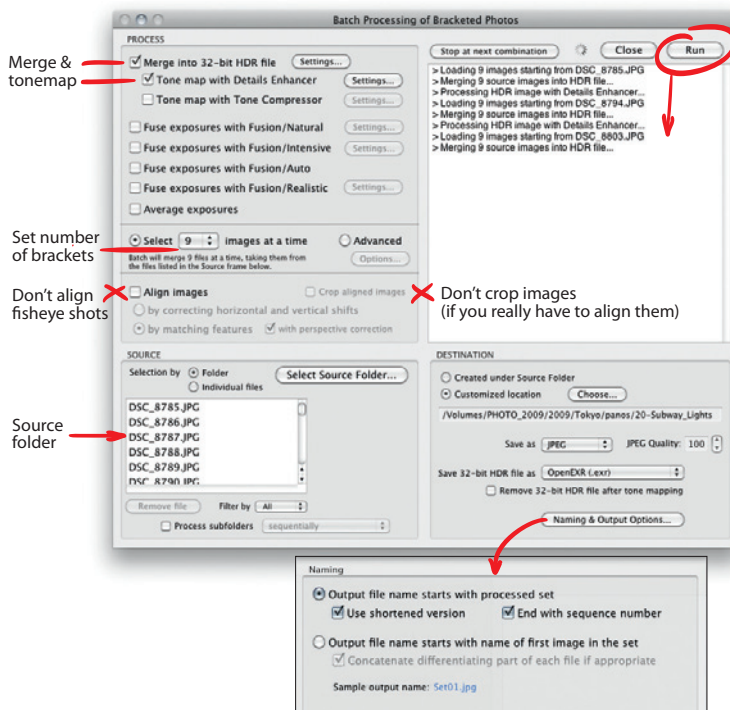 Batch Processing of Bracketed Photos
PROCESS
Merge &
tonemap
Merge into 32-bit HDR file Settings...
Tone map with Details Enhancer Settings...
Tone map with Tone Compressor Settings...
Fuse exposures with Fusion/Natural Settings...
Fuse exposures with Fusion/Intensive Settings...
Fuse exposures with Fusion/Auto
Fuse exposures with Fusion/Realistic Settings...
Average exposures
Stop at next combination Close Run
>Loading 9 images starting from DSC_8785.JPG
>Merging 9 source images into HDR file...
>Processing HDR image with Details Enhancer...
>Loading 9 images starting from DSC_8794.JPG
>Merging 9 source images into HDR file...
>Processing HDR image with Details Enhancer...
>Loading 9 images starting from DSC_8803.JPG
>Merging 9 source images into HDR file...
Set number
of brackets
Select 9 images at a time Advanced
Batch will merge 9 files at a time, taking them from
the files listed in the Source frame below.
Options...
Don't align
fisheye shots
Align images Crop aligned images
by correcting horizontal and vertical shifts
by matching features with perspective correction
Don't crop images
(if you really have to align them)
SOURCE
Selection by Folder
Individual files
Select Source Folder...
Source
folder
DSC_8785.JPG
DSC_8786.JPG
DSC_8787.JPG
DSC_8788.JPG
DSC_8789.JPG
DSC_8790.JPG
Remove file Filter by All
Process subfolders sequentially
DESTINATION
Created under Source Folder
Customized location Choose...
/Volumes/PHOTO_2009/2009/Tokyo/panos/20-Subway_Lights
Save as JPEG JPEG Quality: 100
Save 32-bit HDR file as OpenEXR (.exr)
Remove 32-bit HDR file after tone mapping
Naming & Output Options...
Naming
Output file name starts with processed set
Use shortened version End with sequence number
Output file name starts with name of first image in the set
Concatenate differentiating part of each file if appropriate
Sample output name: Set01.jpg